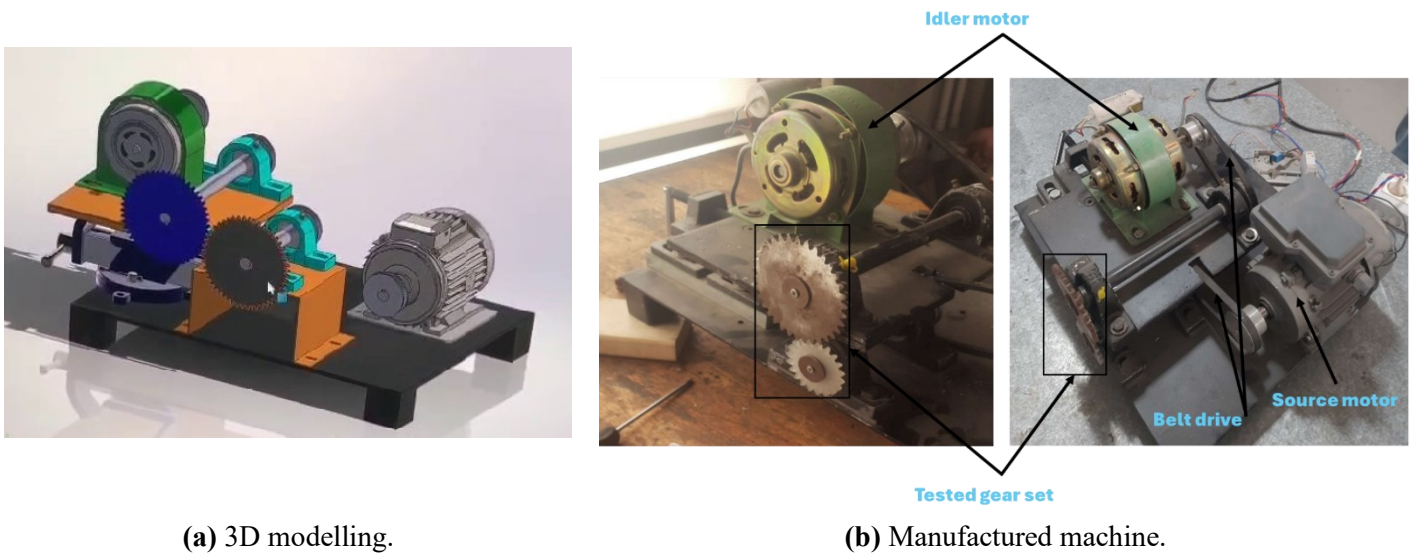 Idler motor
Source motor
Belt drive
Tested gear set
(a) 3D modelling.
(b) Manufactured machine.